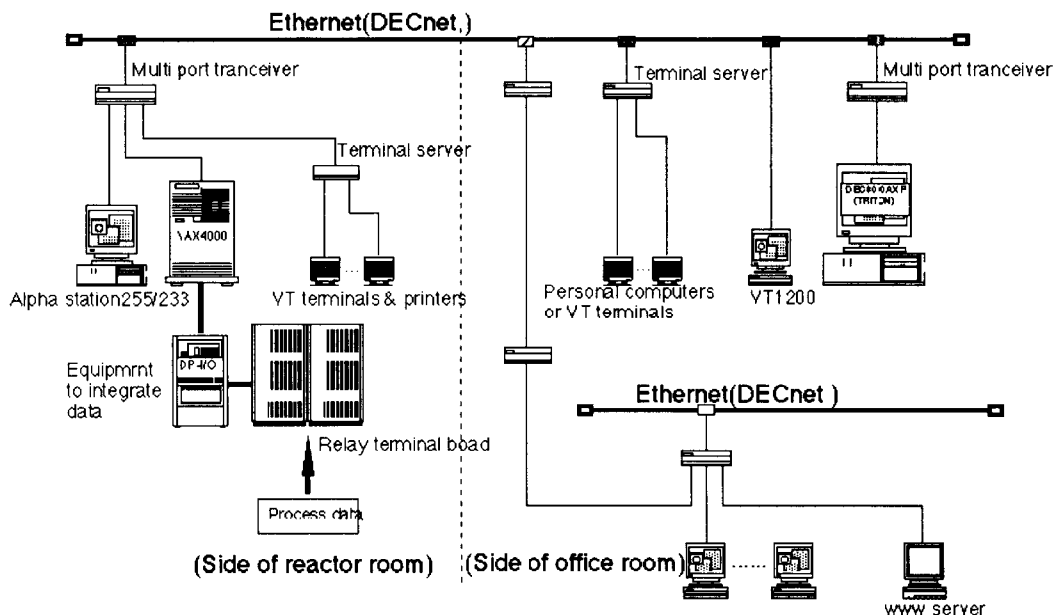 Ethernet(DECnet,)
Multi port tranceiver
Terminal server
Multi port tranceiver
Terminal server
DEC3000AXP
(TRITON)
VAX4000
Alpha station255/233
VT terminals & printers
Personal computers
or VT terminals
VT1200
DP-I/O
Equipmrnt
to integrate
data
Ethernet(DECnet )
Relay terminal boad
Process data
(Side of reactor room)
(Side of office room)
www server